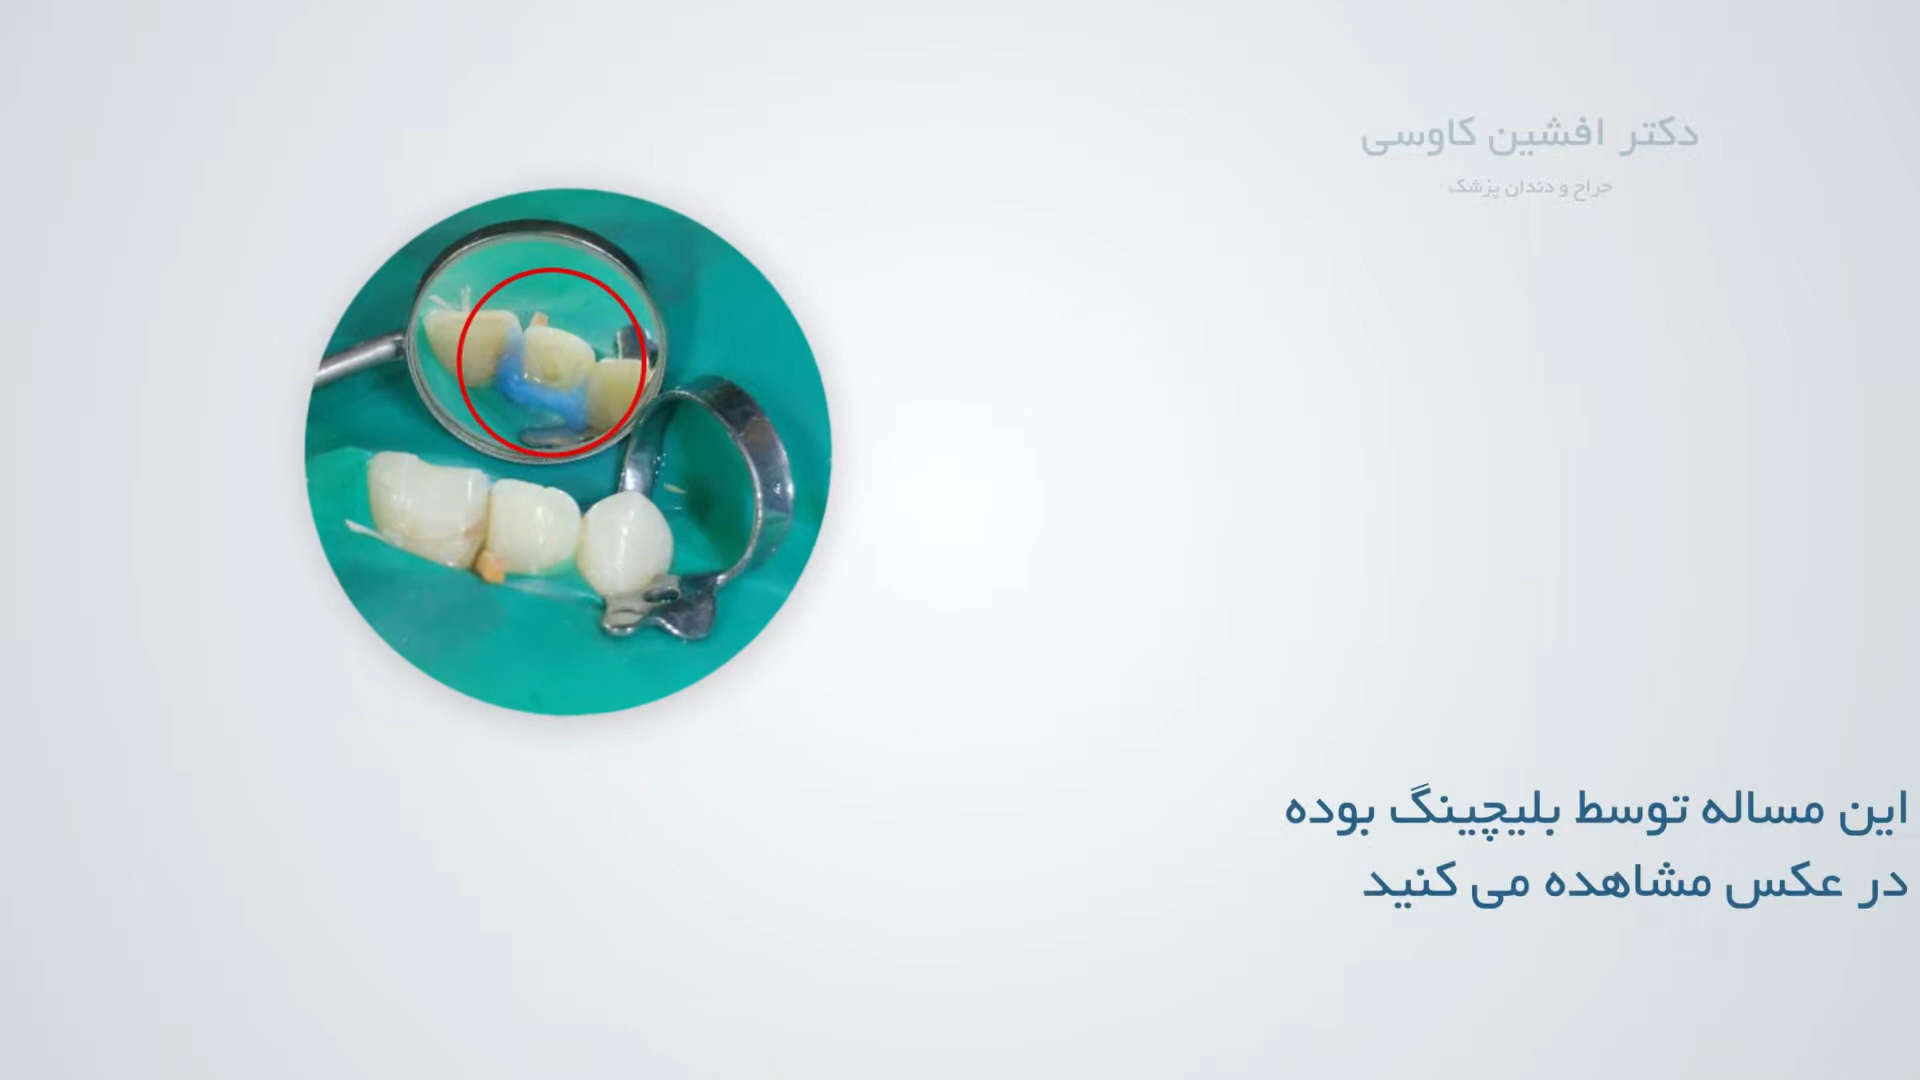 دکتر افشین کاوسی
جراح و دندان پزشک
این مساله توسط بلیچینگ بوده
در عکس مشاهده می کنید